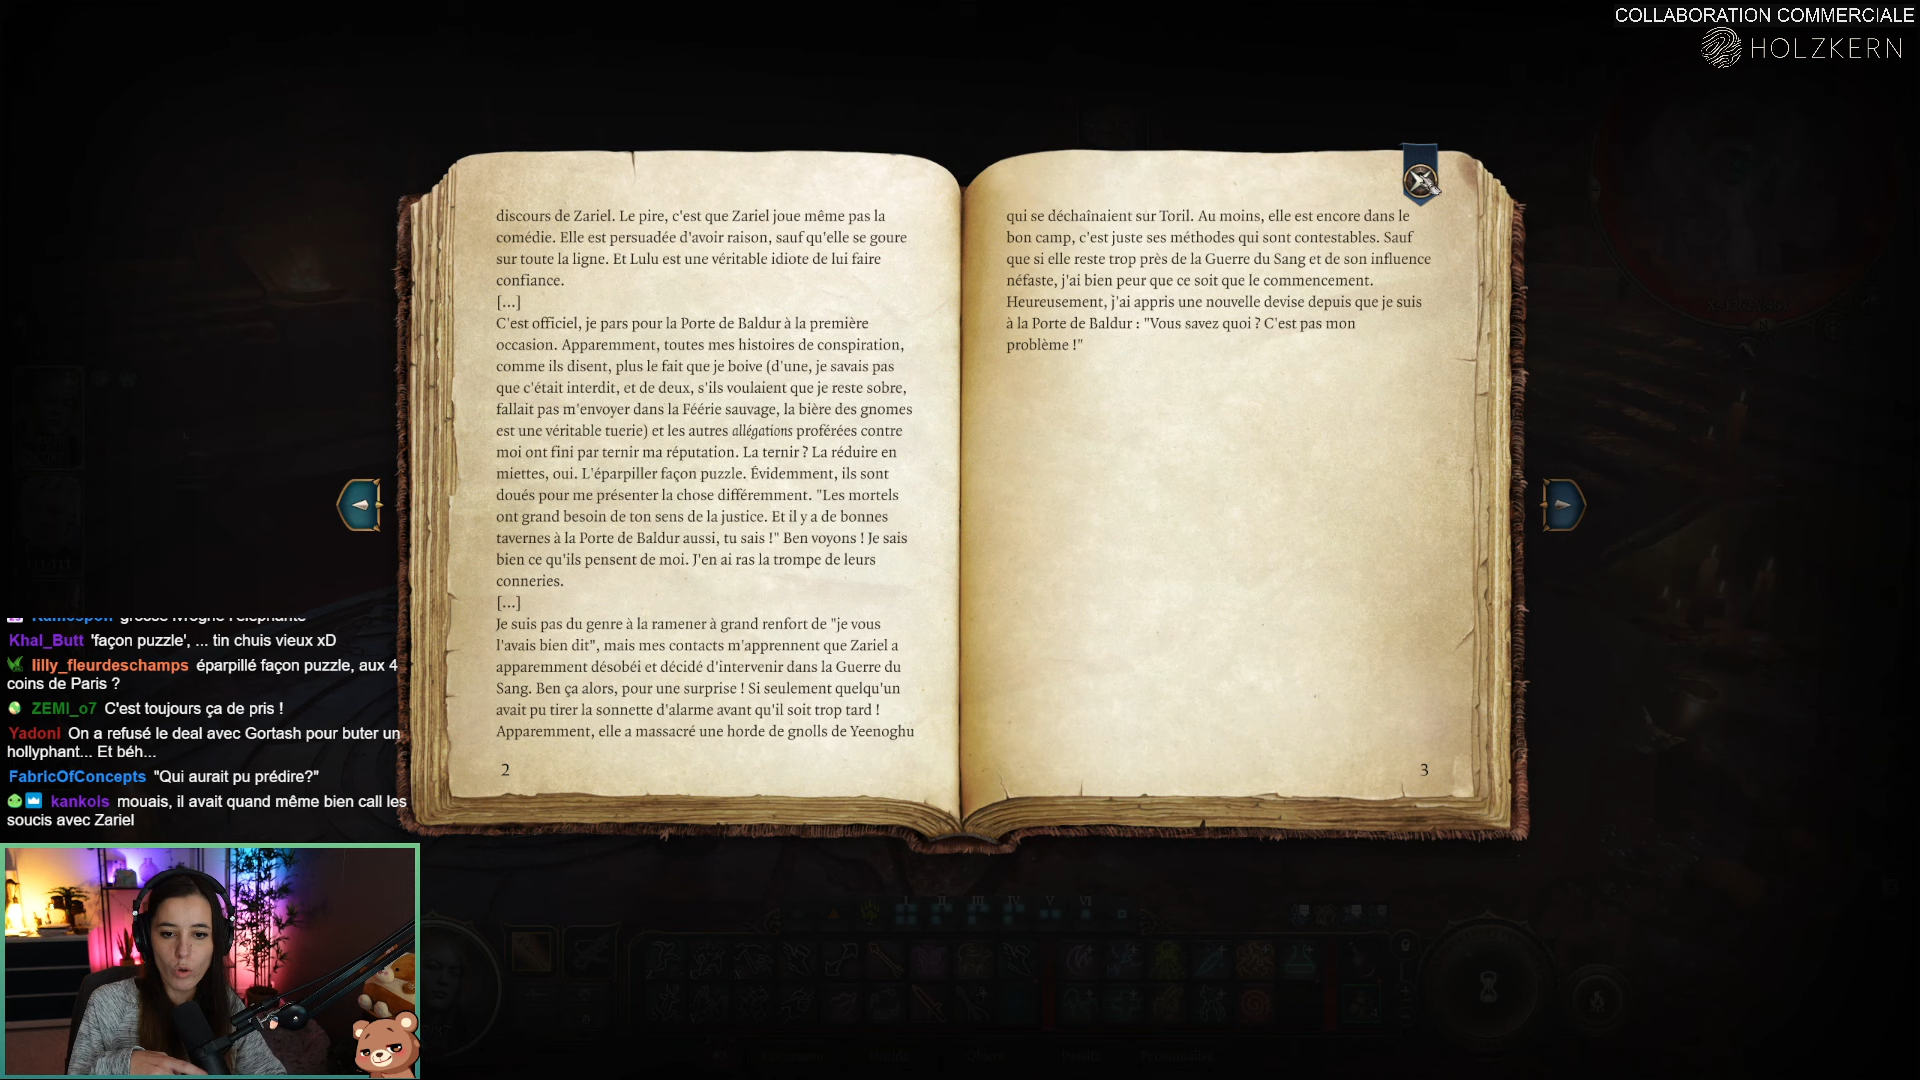 COLLABORATION COMMERCIALE
HOLZKERN
discours de Zariel. Le pire, c'est que Zariel joue même pas la
comédie. Elle est persuadée d'avoir raison, sauf qu'elle se goure
sur toute la ligne. Et Lulu est une véritable idiote de lui faire
confiance.
[...]
C'est officiel, je pars pour la Porte de Baldur à la première
occasion. Apparemment, toutes mes histoires de conspiration,
comme ils disent, plus le fait que je boive (d'une, je savais pas
que c'était interdit, et de deux, s'ils voulaient que je reste sobre,
fallait pas m'envoyer dans la Féérie sauvage, la bière des gnomes
est une véritable tuerie) et les autres allégations proférées contre
moi ont fini par ternir ma réputation. La ternir ? La réduire en
miettes, oui. L'éparpiller façon puzzle. Évidemment, ils sont
doués pour me présenter la chose différemment. "Les mortels
ont grand besoin de ton sens de la justice. Et il y a de bonnes
tavernes à la Porte de Baldur aussi, tu sais !" Ben voyons ! Je sais
bien ce qu'ils pensent de moi. J'en ai ras la trompe de leurs
conneries.
[...]
Je suis pas du genre à la ramener à grand renfort de "je vous
l'avais bien dit", mais mes contacts m'apprennent que Zariel a
apparemment désobéi et décidé d'intervenir dans la Guerre du
Sang. Ben ça alors, pour une surprise ! Si seulement quelqu'un
avait pu tirer la sonnette d'alarme avant qu'il soit trop tard !
Apparemment, elle a massacré une horde de gnolls de Yeenoghu
2
qui se déchaînaient sur Toril. Au moins, elle est encore dans le
bon camp, c'est juste ses méthodes qui sont contestables. Sauf
que si elle reste trop près de la Guerre du Sang et de son influence
néfaste, j'ai bien peur que ce soit que le commencement.
Heureusement, j'ai appris une nouvelle devise depuis que je suis
à la Porte de Baldur : "Vous savez quoi ? C'est pas mon
problème !"
3
Khal_Butt 'façon puzzle', ... tin chuis vieux xD
lilly_fleurdeschamps éparpillé façon puzzle, aux 4
coins de Paris ?
ZEMI_o7 C'est toujours ça de pris !
Yadoni On a refusé le deal avec Gortash pour buter un
hollyphant... Et béh...
FabricOfConcepts "Qui aurait pu prédire?"
kankols mouais, il avait quand même bien call les
soucis avec Zariel
I II III IV V VI